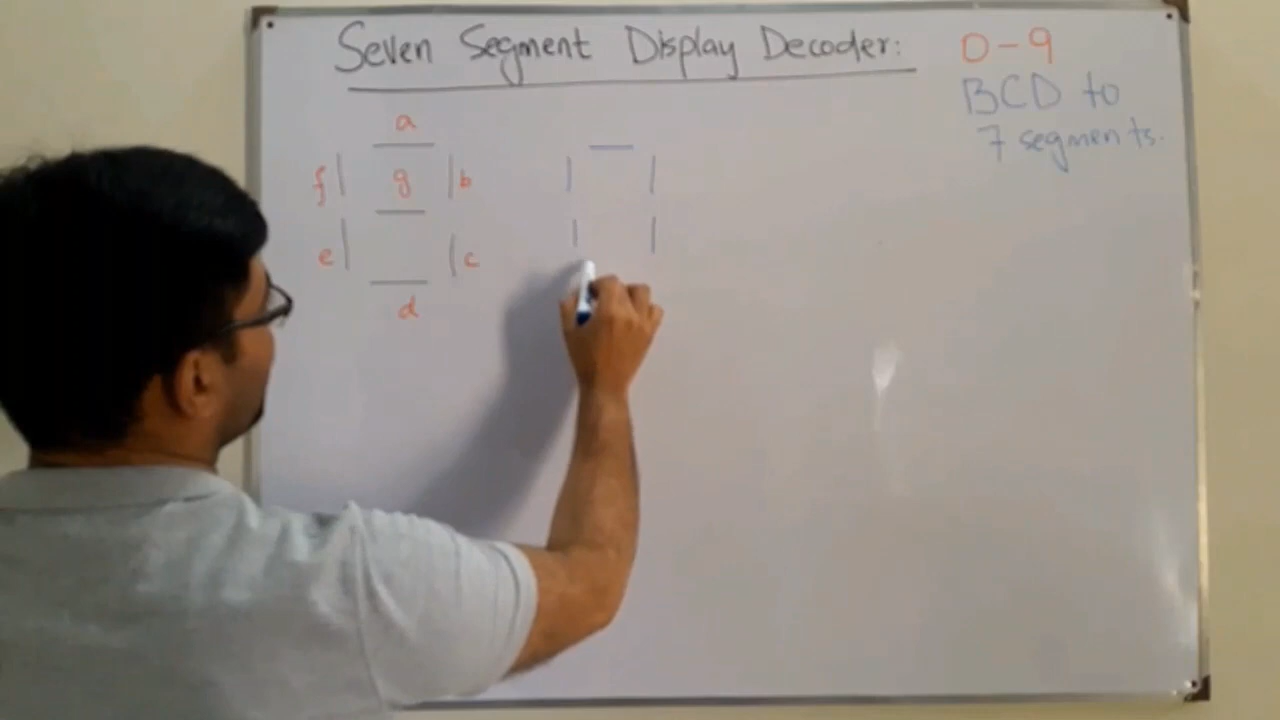 Seven Segment Display Decoder:
0-9
BCD to
7 segments.
a
f g b
e c
d